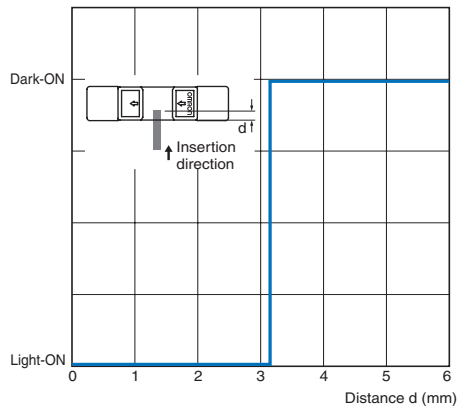 Dark-ON
OMRON
d
Insertion
direction
Light-ON
0 1 2 3 4 5 6
Distance d (mm)